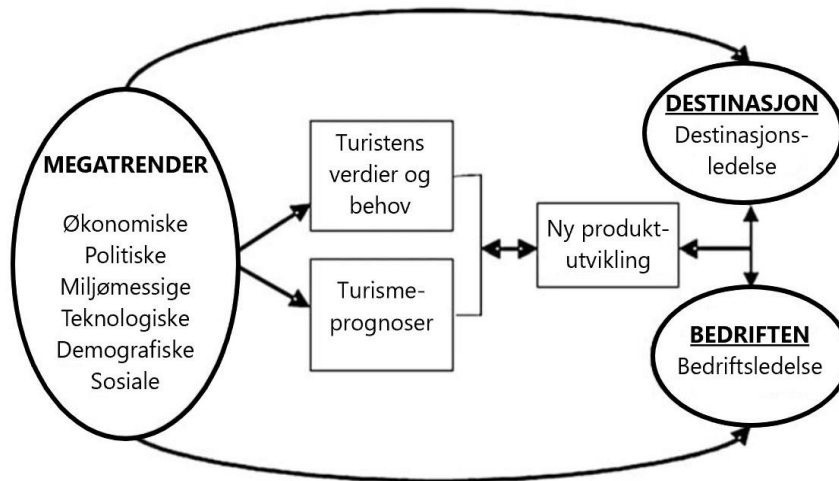 MEGATRENDER
Økonomiske
Politiske
Miljømessige
Teknologiske
Demografiske
Sosiale
Turistens
verdier og
behov
Turisme-
prognoser
Ny produkt-
utvikling
DESTINASJON
Destinasjons-
ledelse
BEDRIFTEN
Bedriftsledelse